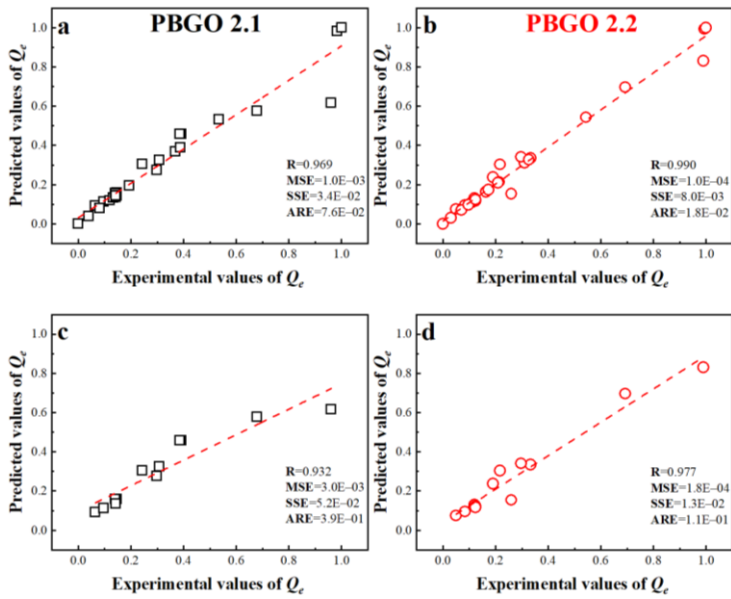 a PBGO 2.1
Predicted values of Qe
1.0
0.8
0.6
0.4
0.2
0.0
R=0.969
MSE=1.0E−03
SSE=3.4E−02
ARE=7.6E−02
0.0 0.2 0.4 0.6 0.8 1.0
Experimental values of Qe
b PBGO 2.2
Predicted values of Qe
1.0
0.8
0.6
0.4
0.2
0.0
R=0.990
MSE=1.0E−04
SSE=8.0E−03
ARE=1.8E−02
0.0 0.2 0.4 0.6 0.8 1.0
Experimental values of Qe
c
Predicted values of Qe
1.0
0.8
0.6
0.4
0.2
0.0
R=0.932
MSE=3.0E−03
SSE=5.2E−02
ARE=3.9E−01
0.0 0.2 0.4 0.6 0.8 1.0
Experimental values of Qe
d
Predicted values of Qe
1.0
0.8
0.6
0.4
0.2
0.0
R=0.977
MSE=1.8E−04
SSE=1.3E−02
ARE=1.1E−01
0.0 0.2 0.4 0.6 0.8 1.0
Experimental values of Qe